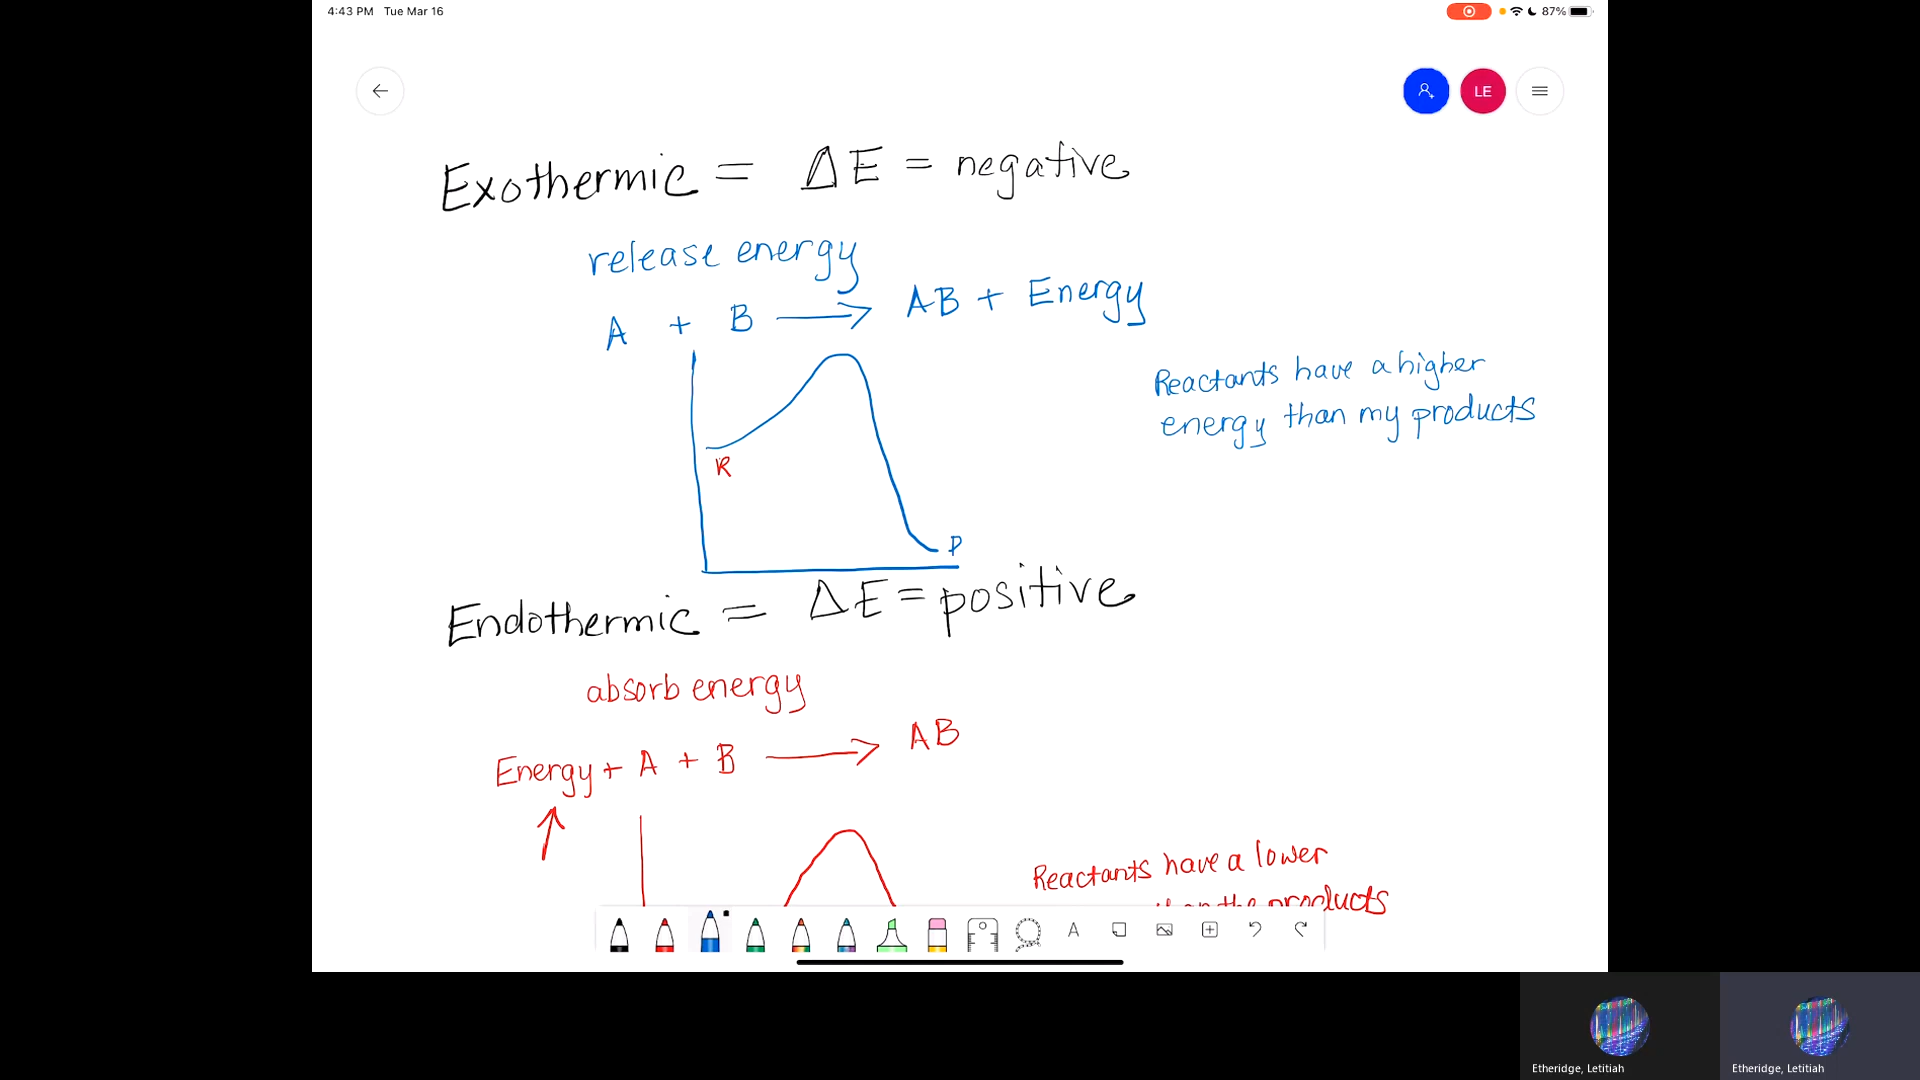 4:43 PM Tue Mar 16
87%
LE
Exothermic = ΔE = negative
release energy
A + B → AB + Energy
Reactants have a higher
energy than my products
R
P
Endothermic = ΔE = positive
absorb energy
Energy + A + B → AB
Reactants have a lower
the products
A
Etheridge, Letitiah
Etheridge, Letitiah